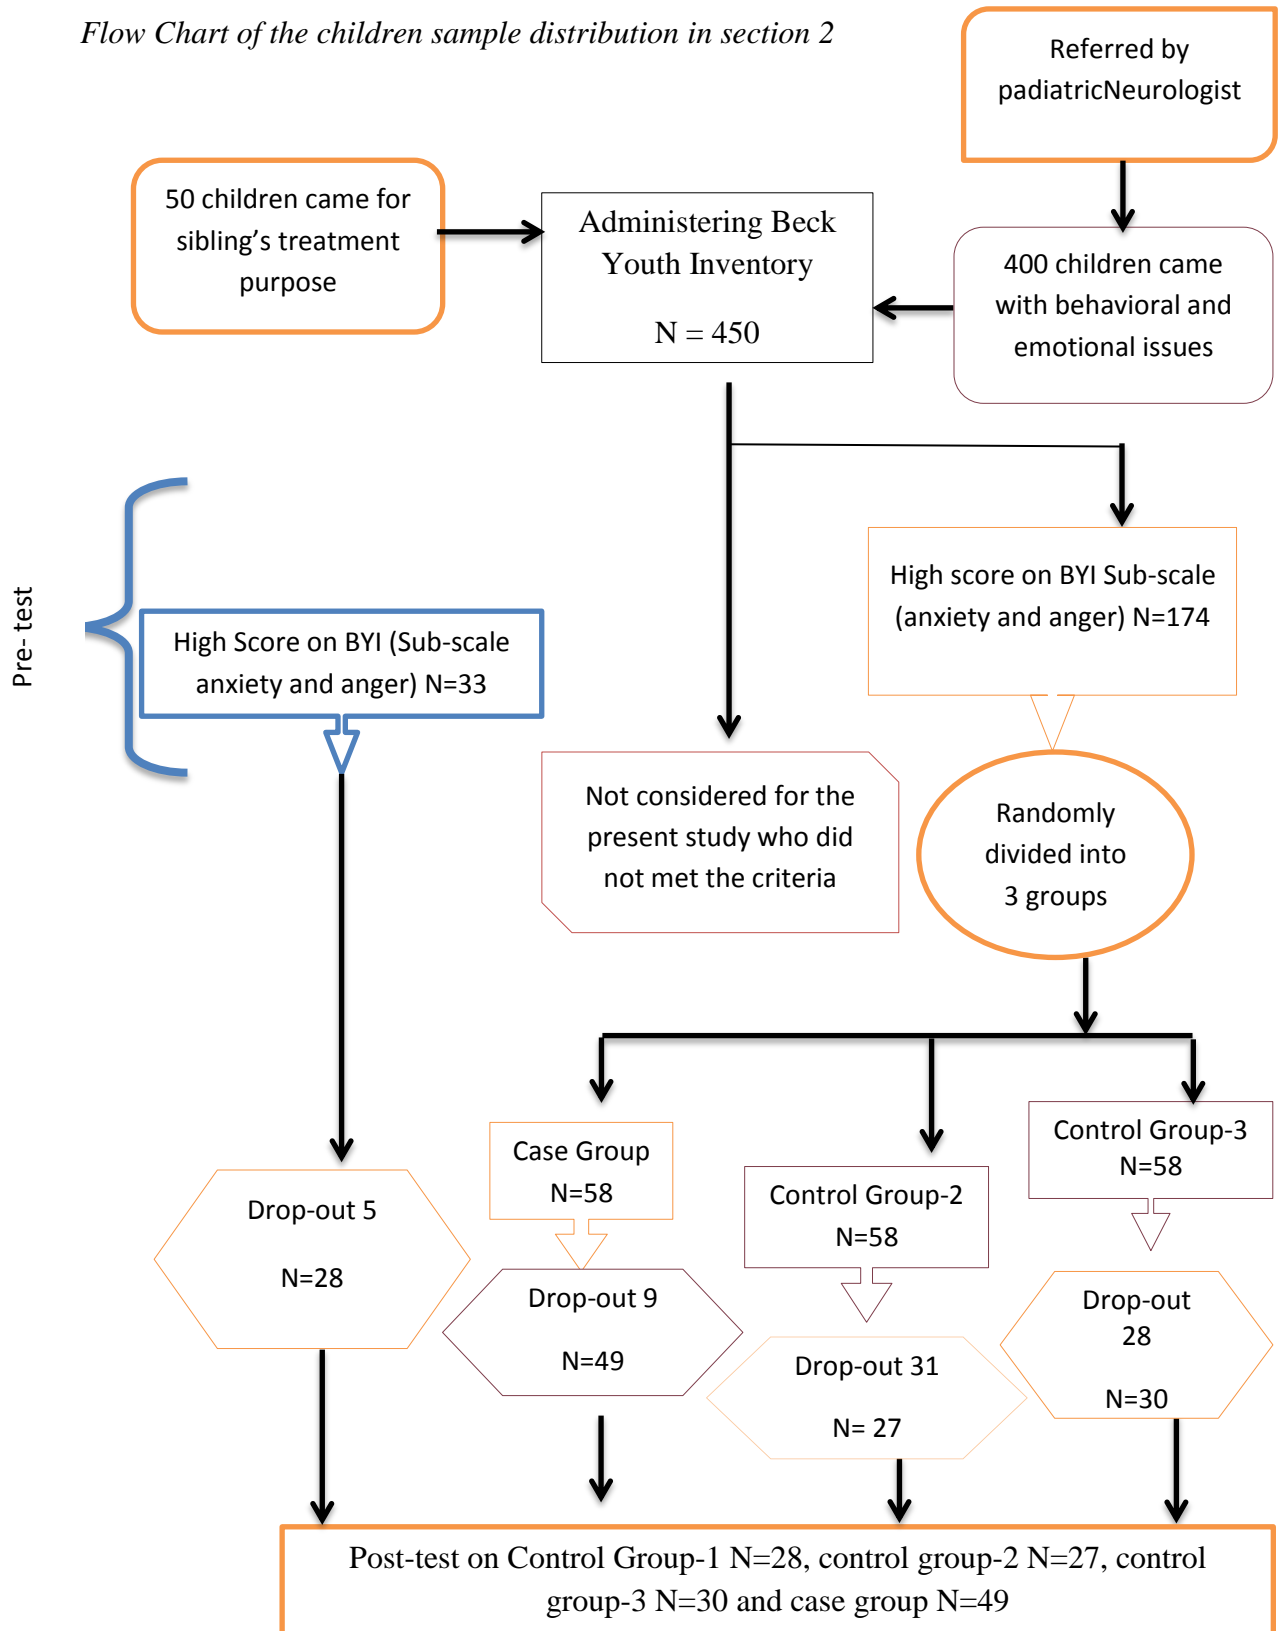 Flow Chart of the children sample distribution in section 2
Referred by
padiatricNeurologist
50 children came for
sibling's treatment
purpose
Administering Beck
Youth Inventory
N = 450
400 children came
with behavioral and
emotional issues
Pre- test
High Score on BYI (Sub-scale
anxiety and anger) N=33
High score on BYI Sub-scale
(anxiety and anger) N=174
Not considered for the
present study who did
not met the criteria
Randomly
divided into
3 groups
Case Group
N=58
Control Group-2
N=58
Control Group-3
N=58
Drop-out 5
N=28
Drop-out 9
N=49
Drop-out 31
N= 27
Drop-out
28
N=30
Post-test on Control Group-1 N=28, control group-2 N=27, control
group-3 N=30 and case group N=49